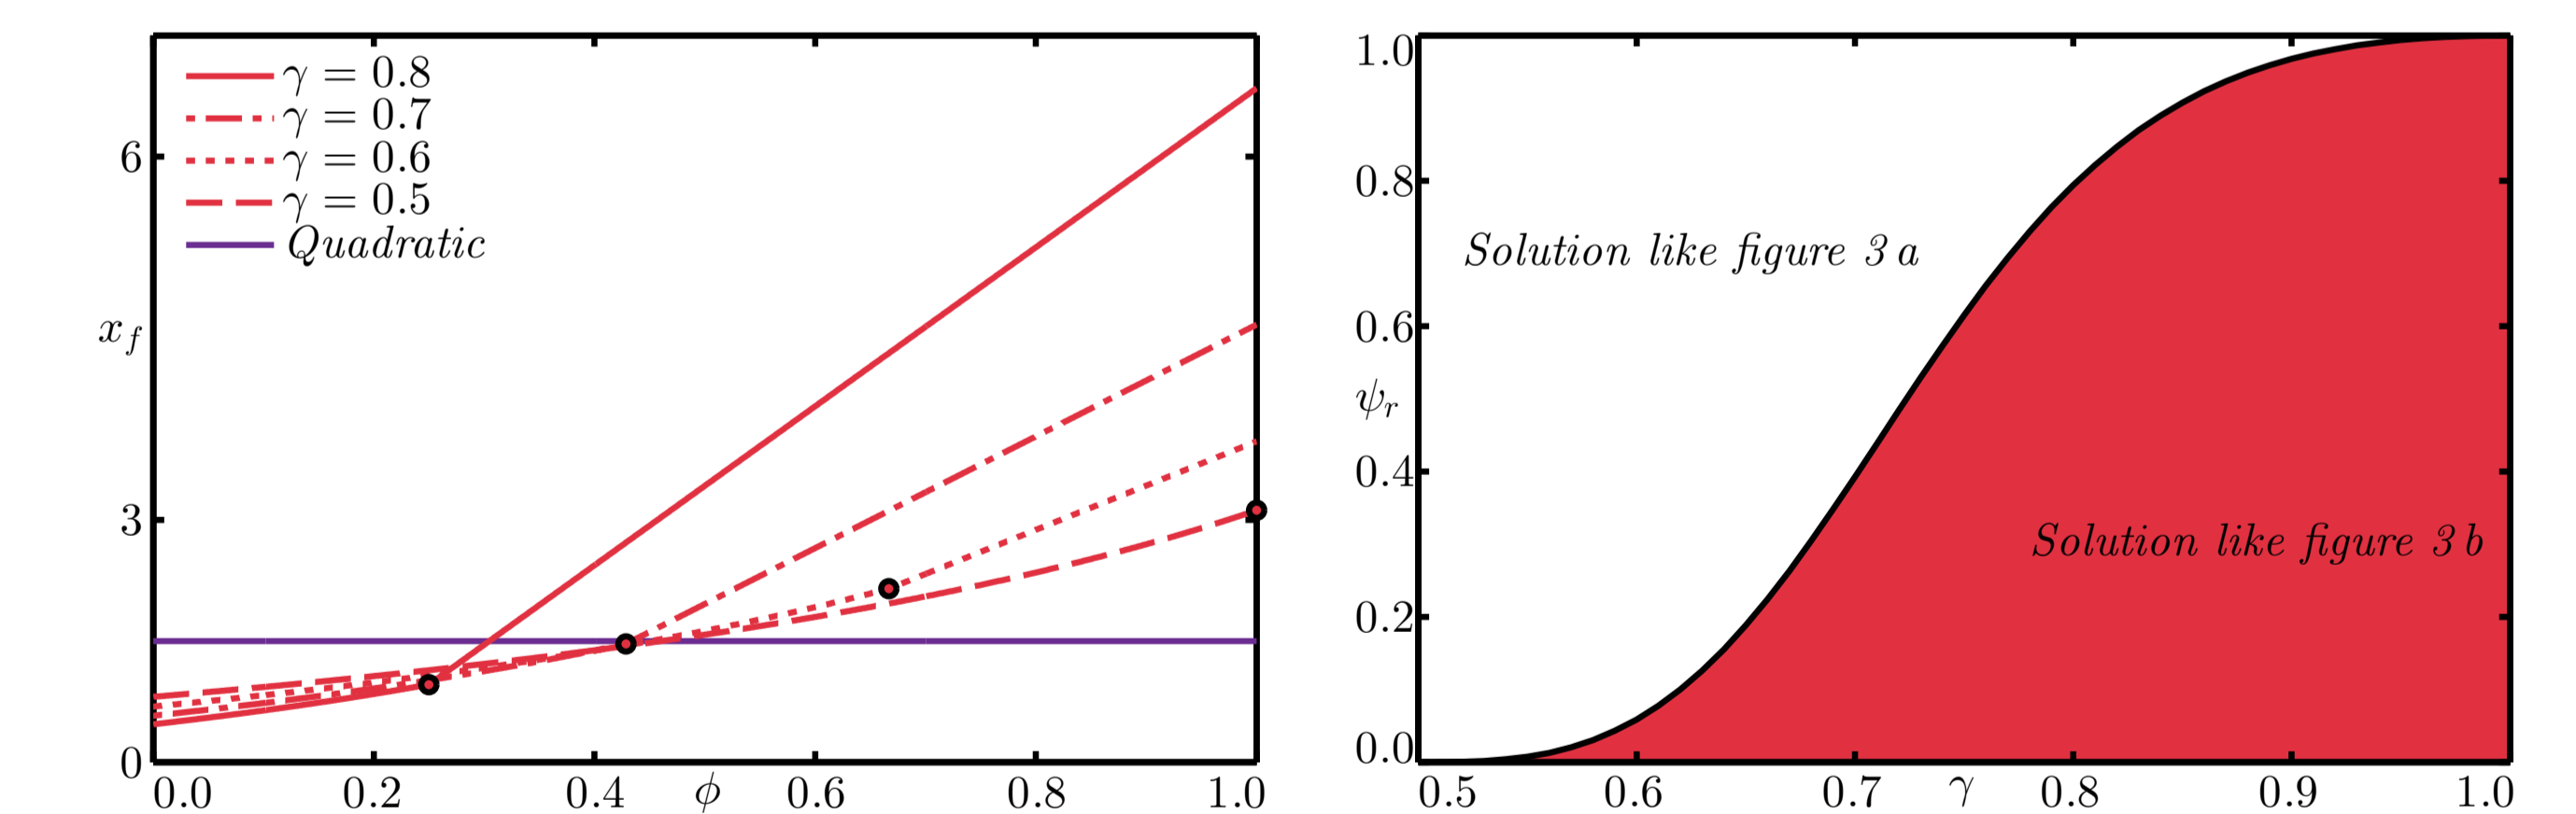 γ = 0.8
γ = 0.7
γ = 0.6
γ = 0.5
Quadratic
6
x_f
3
0
0.0 0.2 0.4 ϕ 0.6 0.8 1.0
1.0
0.8
Solution like figure 3 a
0.6
ψ_r
0.4
Solution like figure 3 b
0.2
0.0
0.5 0.6 0.7 γ 0.8 0.9 1.0